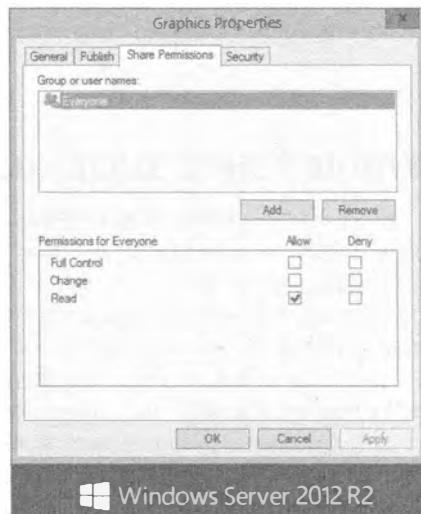 Graphics Properties
x
General Publish Share Permissions Security
Group or user names:
Everyone
Add... Remove
Permissions for Everyone Allow Deny
Full Control
Change
Read
OK Cancel Apply
Windows Server 2012 R2